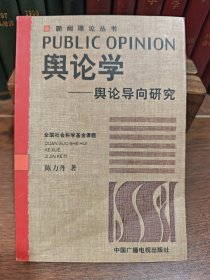 新闻理论丛书
PUBLIC OPINION
舆论学
——舆论导向研究
全国社会科学基金课题
QUAN GUO SHE HUI
KE XUE
JI JIN KE TI
陈力丹 著
PUBLIC OPINION
中国广播电视出版社